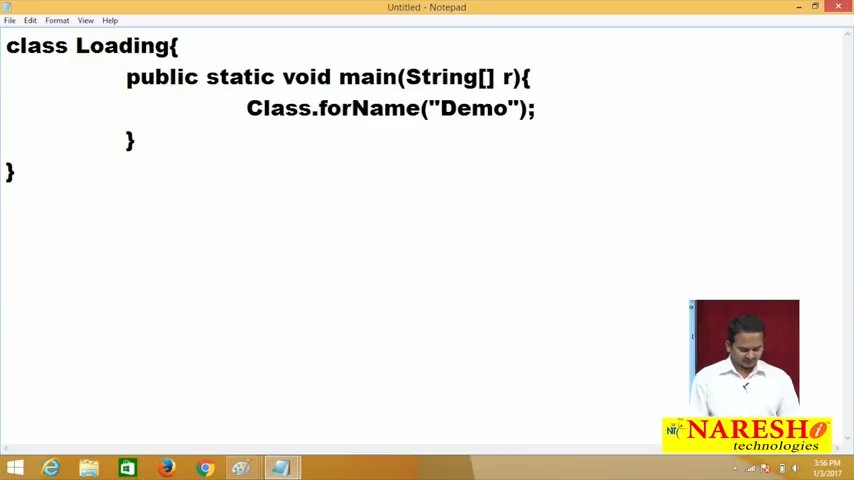 Untitled - Notepad
File Edit Format View Help
class Loading{
public static void main(String[] r){
Class.forName("Demo");
}
}
NARESH i
technologies
3:56 PM
1/3/2017